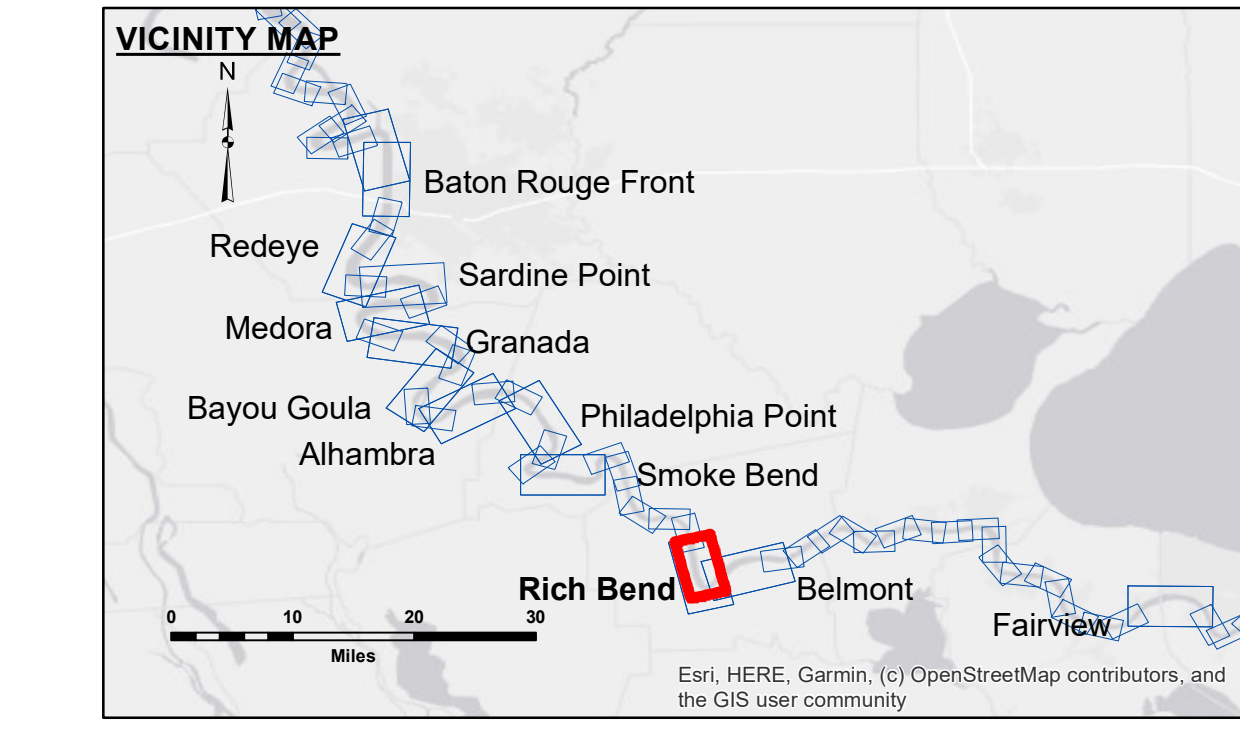 VICINITY MAP
N
Baton Rouge Front
Redeye
Sardine Point
Medora
Granada
Bayou Goula
Philadelphia Point
Alhambra
Smoke Bend
Rich Bend
Belmont
Fairview
0 10 20 30
Miles
Esri, HERE, Garmin, (c) OpenStreetMap contributors, and
the GIS user community